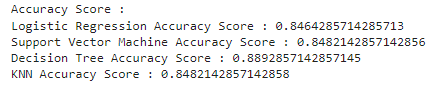 Accuracy Score :
Logistic Regression Accuracy Score : 0.8464285714285713
Support Vector Machine Accuracy Score : 0.8482142857142856
Decision Tree Accuracy Score : 0.8892857142857145
KNN Accuracy Score : 0.8482142857142858